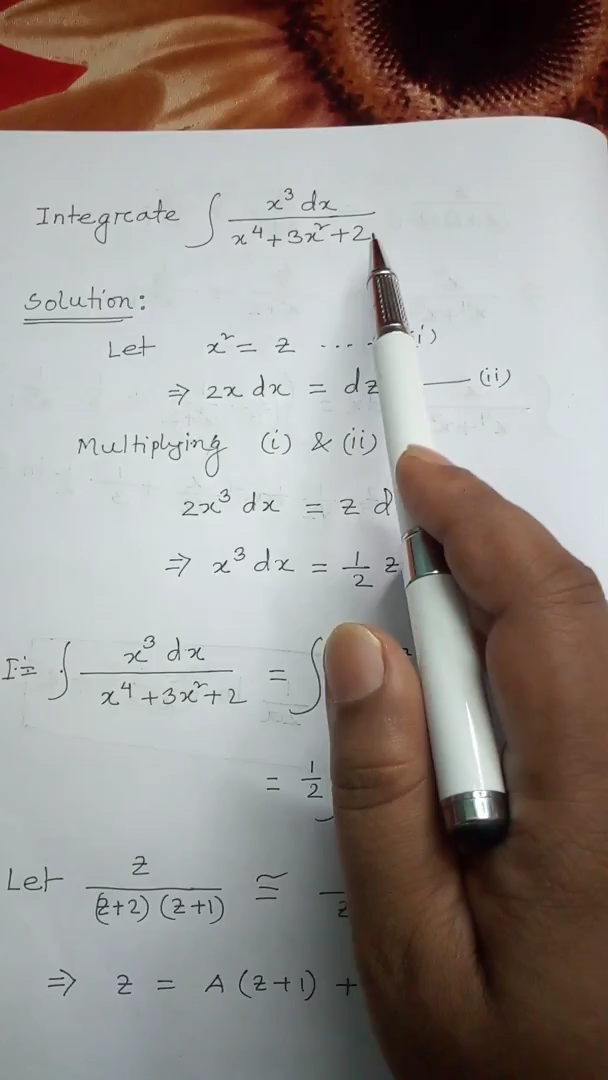 Integrate ∫ x³ dx / x⁴+3x²+2
Solution:
Let x² = z .... i)
⇒ 2x dx = dz —— (ii)
Multiplying (i) & (ii)
2x³ dx = z d
⇒ x³ dx = 1/2 z
I = ∫ x³ dx / x⁴+3x²+2 = ∫
= 1/2 ∫
Let z / (z+2) (z+1) ≅
⇒ z = A (z+1) +